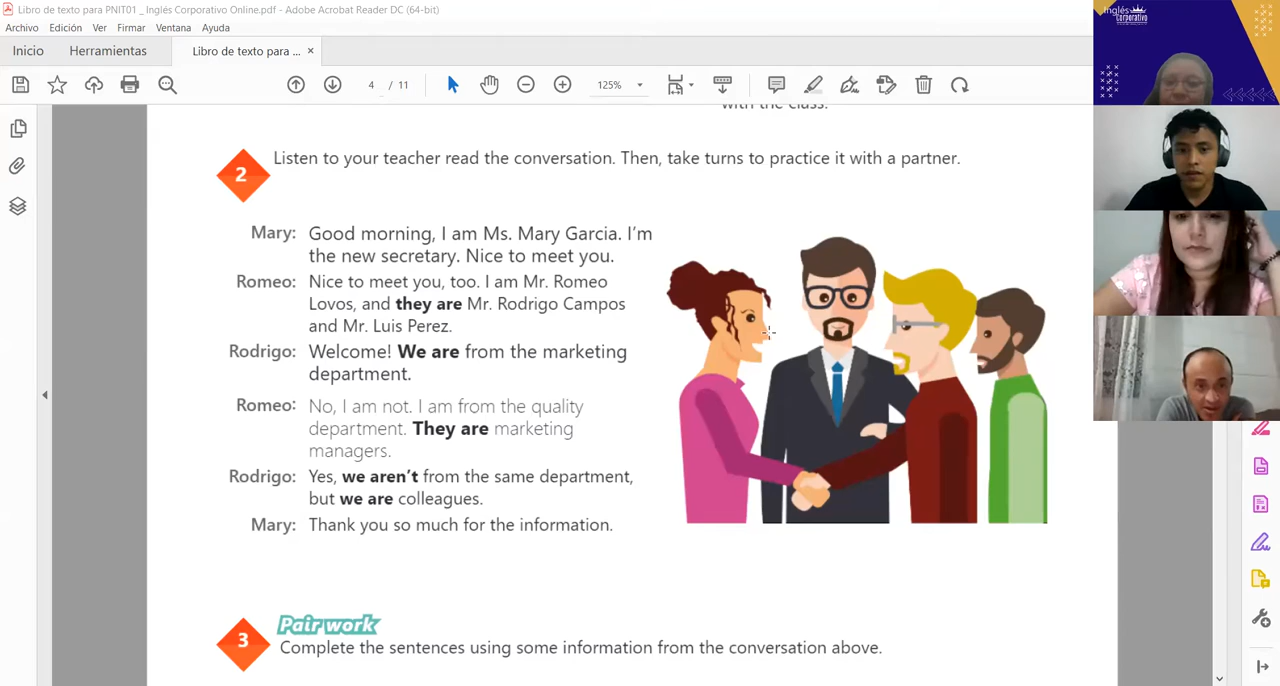 Libro de texto para PNIT01 _ Inglés Corporativo Online.pdf - Adobe Acrobat Reader DC (64-bit)
Archivo Edición Ver Firmar Ventana Ayuda
Inicio Herramientas Libro de texto para ... ×
4 / 11 125%
with the class.
2 Listen to your teacher read the conversation. Then, take turns to practice it with a partner.
Mary: Good morning, I am Ms. Mary Garcia. I'm
the new secretary. Nice to meet you.
Romeo: Nice to meet you, too. I am Mr. Romeo
Lovos, and they are Mr. Rodrigo Campos
and Mr. Luis Perez.
Rodrigo: Welcome! We are from the marketing
department.
Romeo: No, I am not. I am from the quality
department. They are marketing
managers.
Rodrigo: Yes, we aren't from the same department,
but we are colleagues.
Mary: Thank you so much for the information.
3 Pair work
Complete the sentences using some information from the conversation above.
Inglés
Corporativo